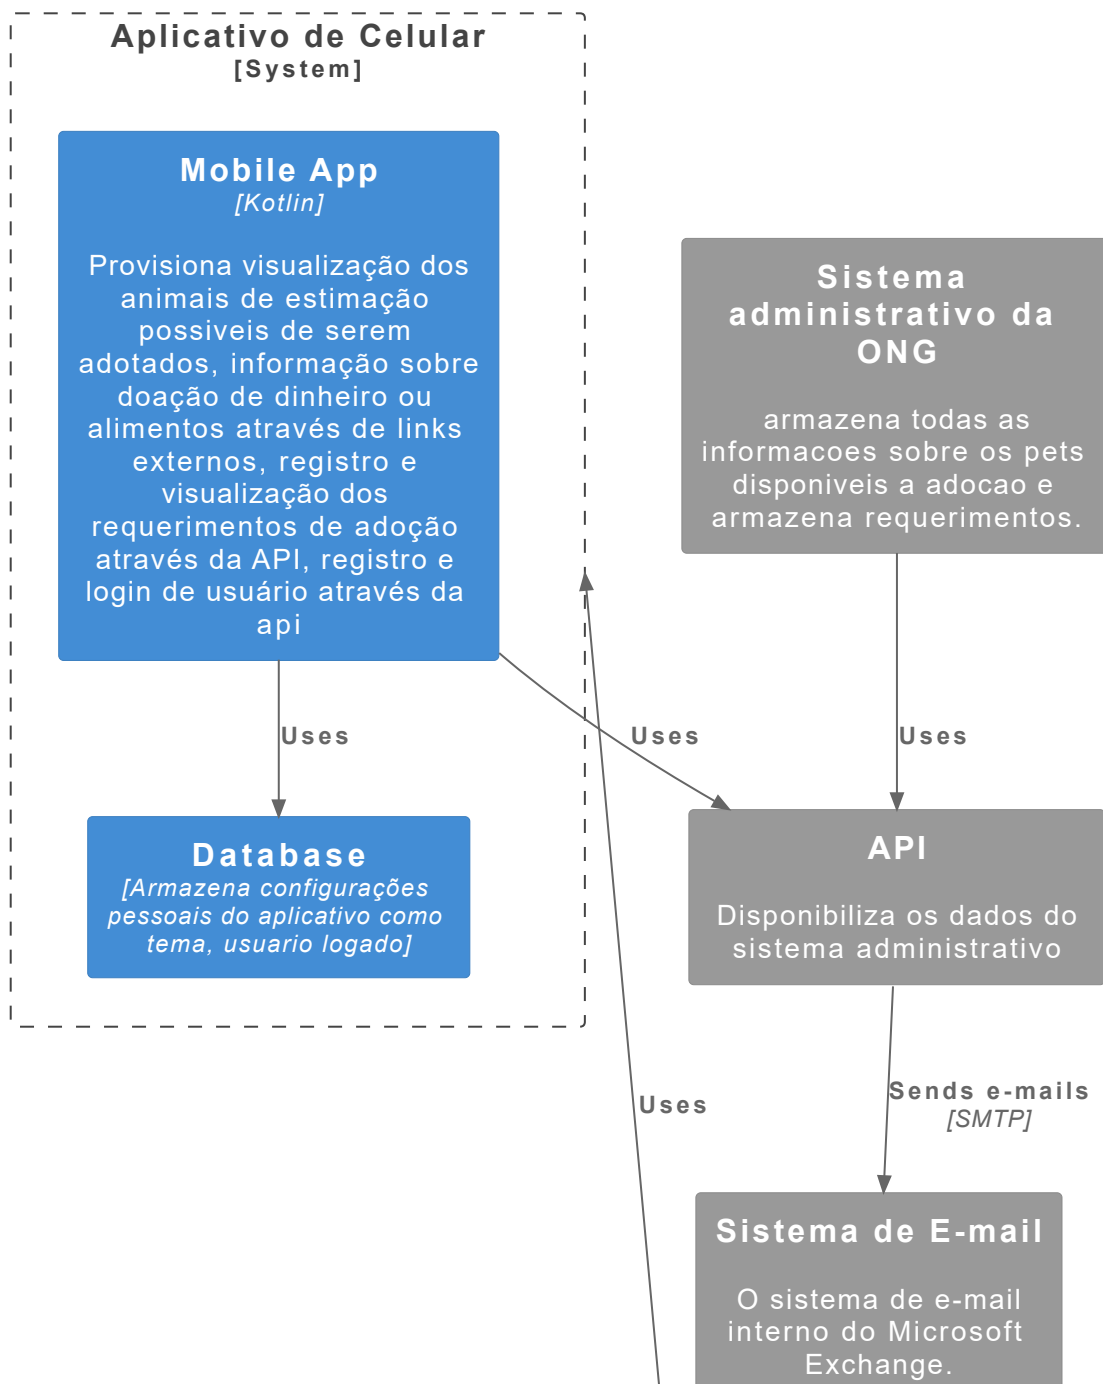 Aplicativo de Celular
[System]
Mobile App
[Kotlin]
Provisiona visualização dos
animais de estimação
possiveis de serem
adotados, informação sobre
doação de dinheiro ou
alimentos através de links
externos, registro e
visualização dos
requerimentos de adoção
através da API, registro e
login de usuário através da
api
Sistema
administrativo da
ONG
armazena todas as
informacoes sobre os pets
disponiveis a adocao e
armazena requerimentos.
Uses
Uses
Uses
Database
[Armazena configurações
pessoais do aplicativo como
tema, usuario logado]
API
Disponibiliza os dados do
sistema administrativo
Uses
Sends e-mails
[SMTP]
Sistema de E-mail
O sistema de e-mail
interno do Microsoft
Exchange.